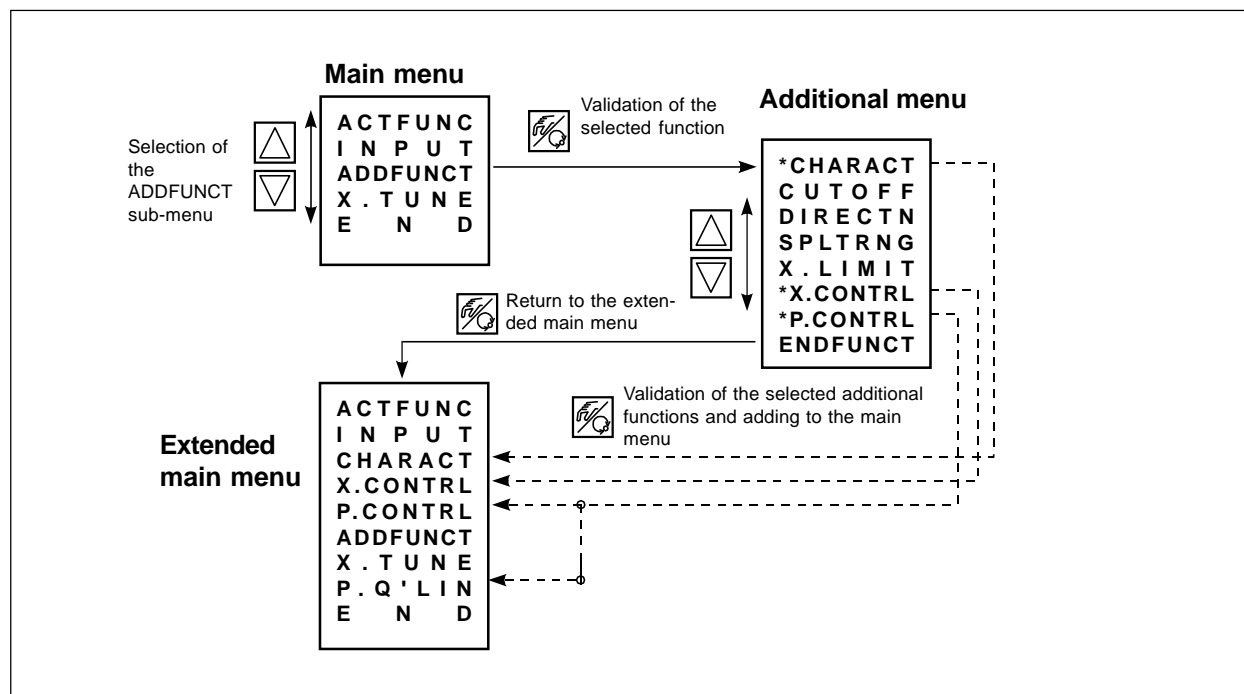 Main menu
ACTFUNC
INPUT
ADDFUNCT
X.TUNE
END
Selection of
the
ADDFUNCT
sub-menu
Validation of the
selected function
Additional menu
*CHARACT
CUTOFF
DIRECTN
SPLTRNG
X.LIMIT
*X.CONTRL
*P.CONTRL
ENDFUNCT
Return to the exten-
ded main menu
Validation of the selected additional
functions and adding to the main
menu
Extended
main menu
ACTFUNC
INPUT
CHARACT
X.CONTRL
P.CONTRL
ADDFUNCT
X.TUNE
P.Q'LIN
END